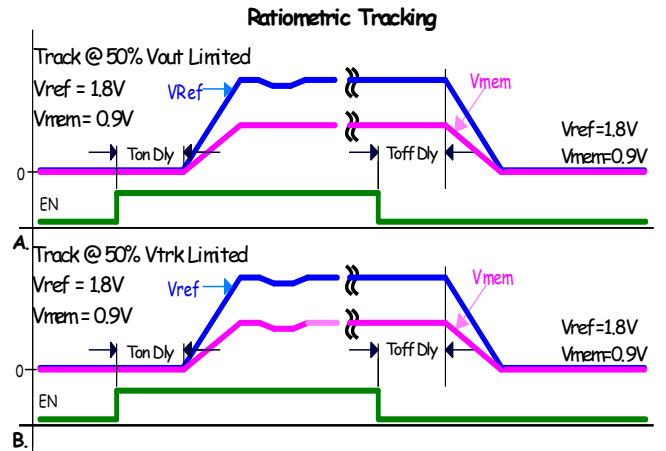 Ratiometric Tracking
Track @ 50% Vout Limited
Vref = 1.8V
VRef
Vmem
Vmem = 0.9V
Vref=1.8V
Ton Dly
Toff Dly
Vmem=0.9V
0
EN
A.
Track @ 50% Vtrk Limited
Vref = 1.8V
Vref
Vmem
Vmem = 0.9V
Vref=1.8V
Ton Dly
Toff Dly
Vmem=0.9V
0
EN
B.